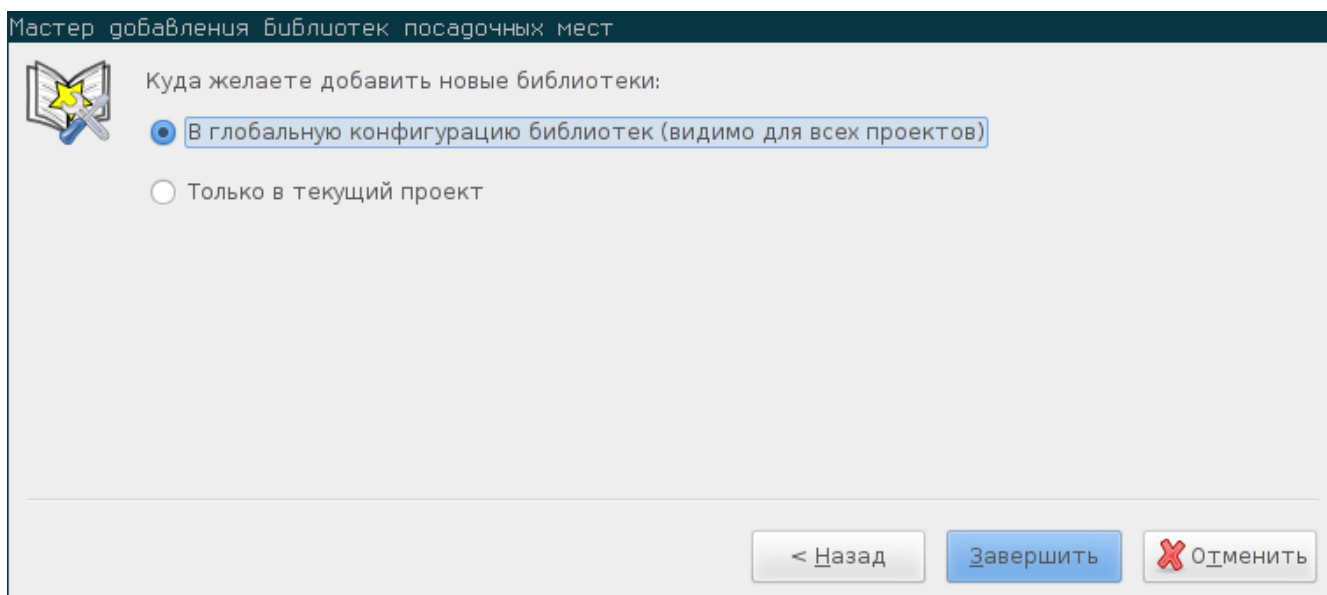 Мастер добавления библиотек посадочных мест
Куда желаете добавить новые библиотеки:
В глобальную конфигурацию библиотек (видимо для всех проектов)
Только в текущий проект
< Назад Завершить Отменить